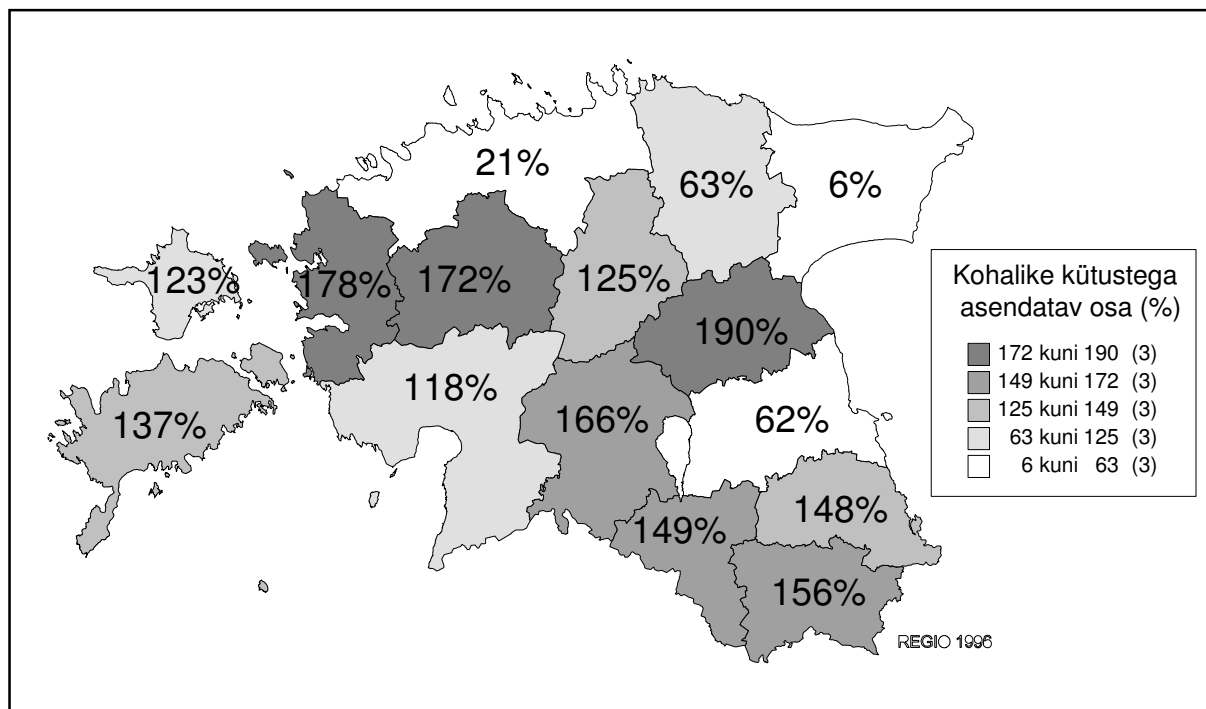 21%
63%
6%
123%
178%
172%
125%
190%
137%
118%
166%
62%
149%
148%
156%
Kohalike kütustega
asendatav osa (%)
172 kuni 190 (3)
149 kuni 172 (3)
125 kuni 149 (3)
63 kuni 125 (3)
6 kuni 63 (3)
REGIO 1996